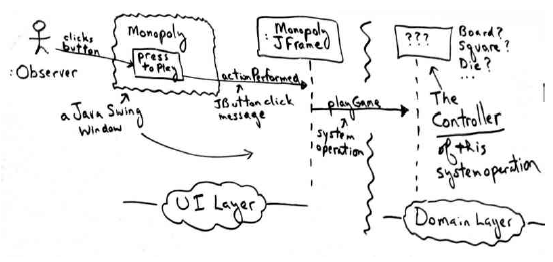 clicks
button
: Observer
Monopoly
press
to Play
a Java Swing
Window
actionPerformed
JButton click
message
: Monopoly
JFrame
playGame
system
operation
???
Board?
Square?
Die?
...
The
Controller
of this
system operation
UI Layer
Domain Layer